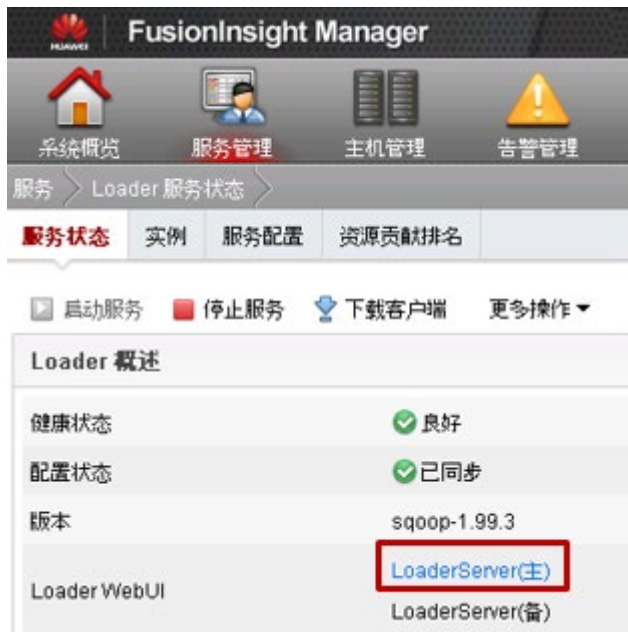 HUAWEI FusionInsight Manager
系统概览 服务管理 主机管理 告警管理
服务 Loader 服务状态
服务状态 实例 服务配置 资源贡献排名
启动服务 停止服务 下载客户端 更多操作
Loader 概述
健康状态 良好
配置状态 已同步
版本 sqoop-1.99.3
LoaderServer(主)
Loader WebUI
LoaderServer(备)